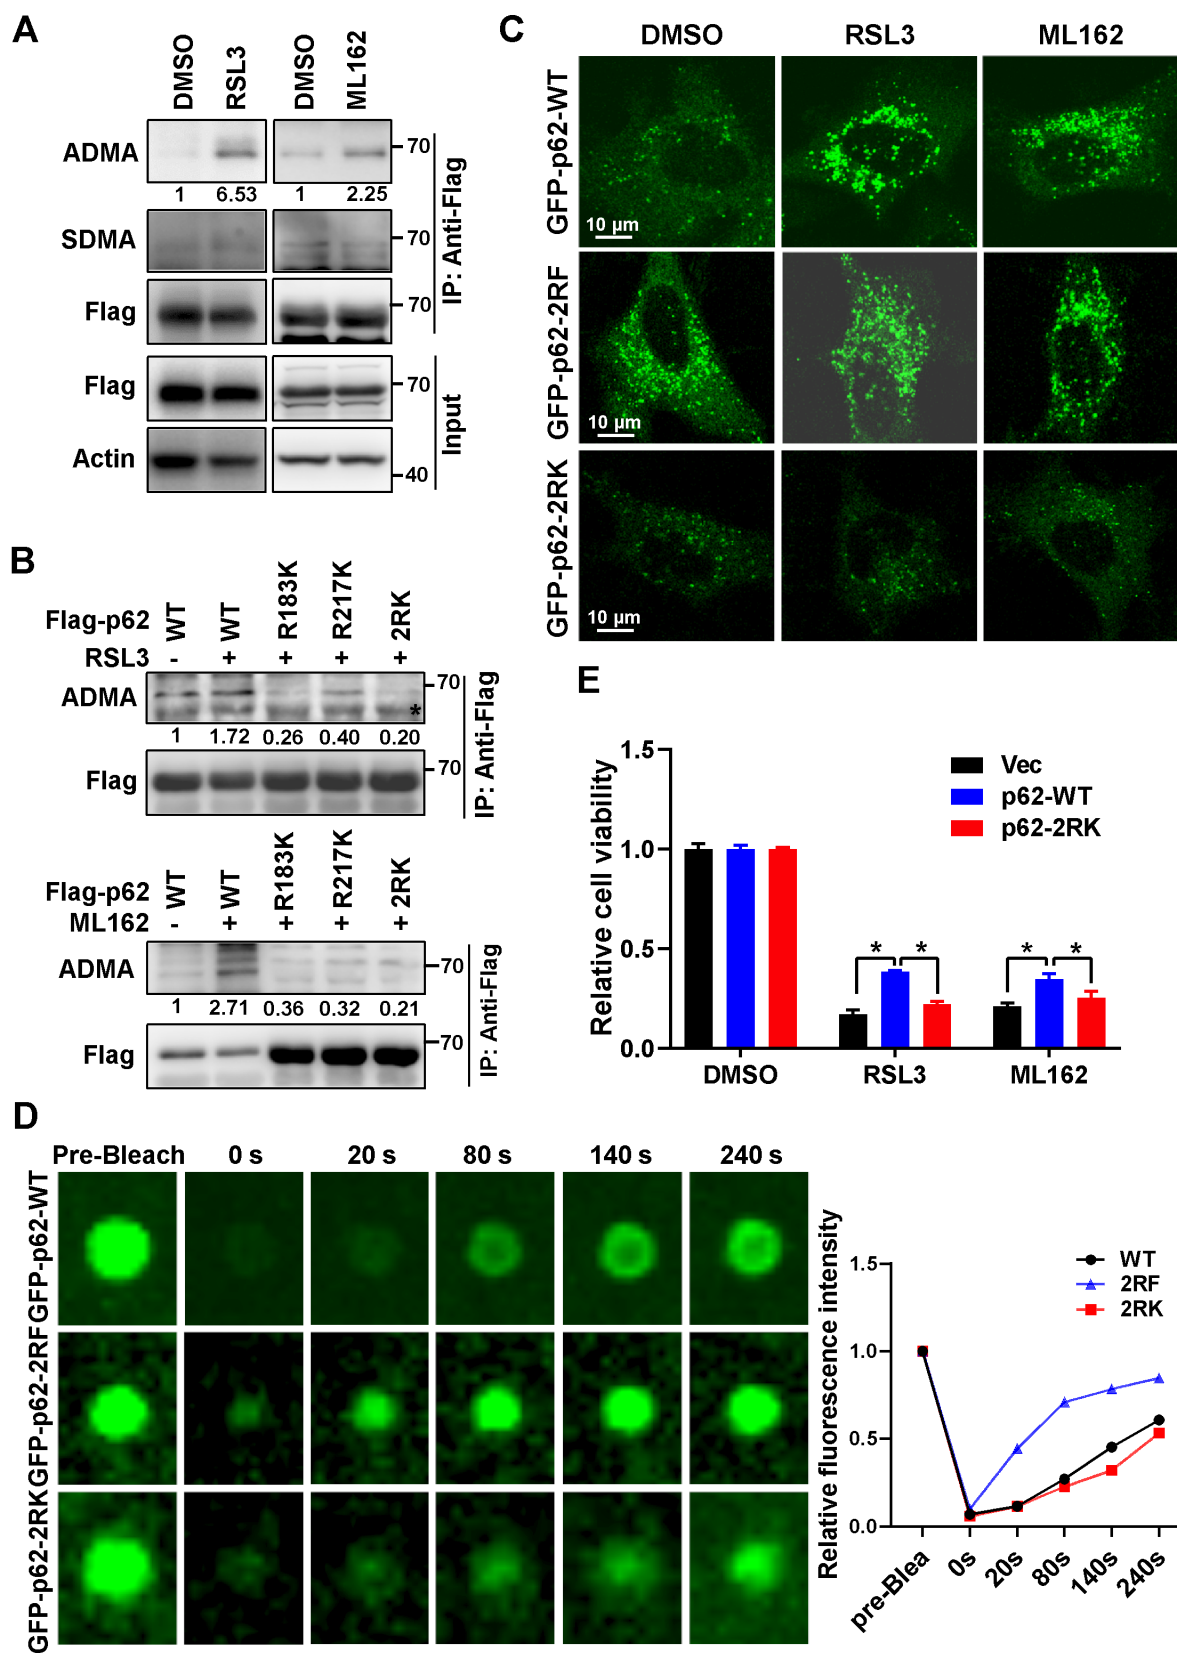 A
DMSO
RSL3
DMSO
ML162
ADMA
70
1
6.53
1
2.25
SDMA
70
Flag
70
IP: Anti-Flag
Flag
70
Actin
40
Input
B
Flag-p62
WT
WT
R183K
R217K
2RK
RSL3
-
+
+
+
+
ADMA
70
*
1
1.72
0.26
0.40
0.20
Flag
70
IP: Anti-Flag
Flag-p62
WT
WT
R183K
R217K
2RK
ML162
-
+
+
+
+
ADMA
70
1
2.71
0.36
0.32
0.21
Flag
70
IP: Anti-Flag
C
DMSO
RSL3
ML162
GFP-p62-WT
10 μm
GFP-p62-2RF
10 μm
GFP-p62-2RK
10 μm
E
Relative cell viability
1.5
1.0
0.5
0.0
Vec
p62-WT
p62-2RK
*
*
*
*
DMSO
RSL3
ML162
D
Pre-Bleach
0 s
20 s
80 s
140 s
240 s
GFP-p62-WT
GFP-p62-2RF
GFP-p62-2RK
Relative fluorescence intensity
1.5
1.0
0.5
0.0
WT
2RF
2RK
pre-Blea
0s
20s
80s
140s
240s